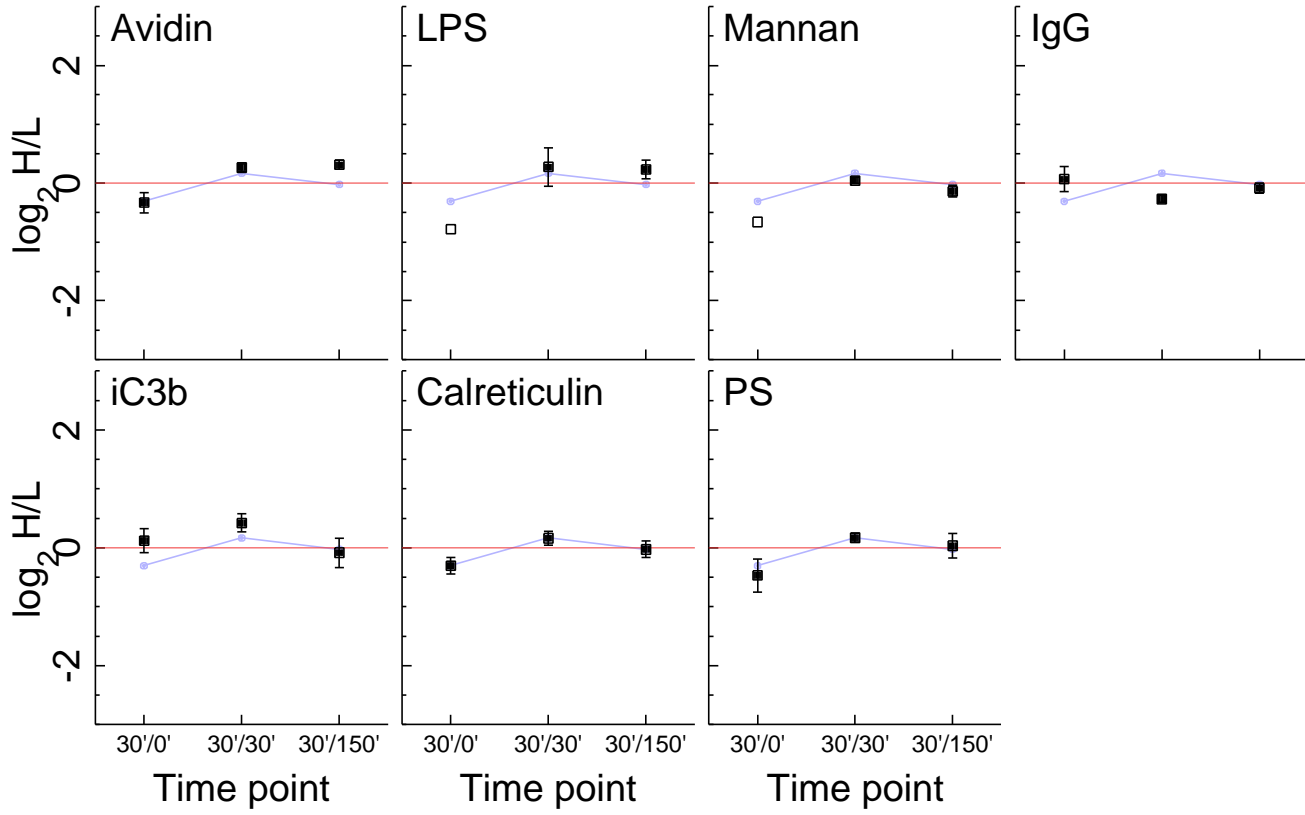 Avidin
LPS
Mannan
IgG
log2 H/L
2
0
-2
iC3b
Calreticulin
PS
log2 H/L
2
0
-2
30'/0' 30'/30' 30'/150'
30'/0' 30'/30' 30'/150'
30'/0' 30'/30' 30'/150'
Time point
Time point
Time point